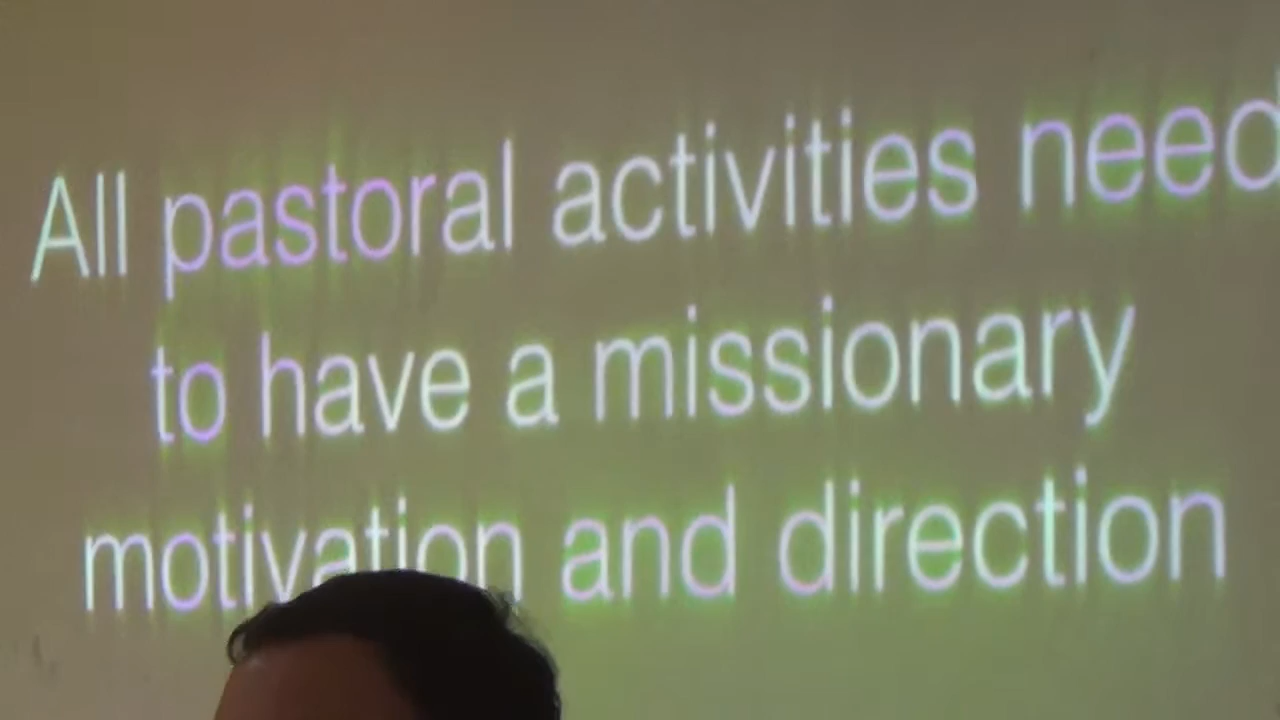 All pastoral activities need
to have a missionary
motivation and direction